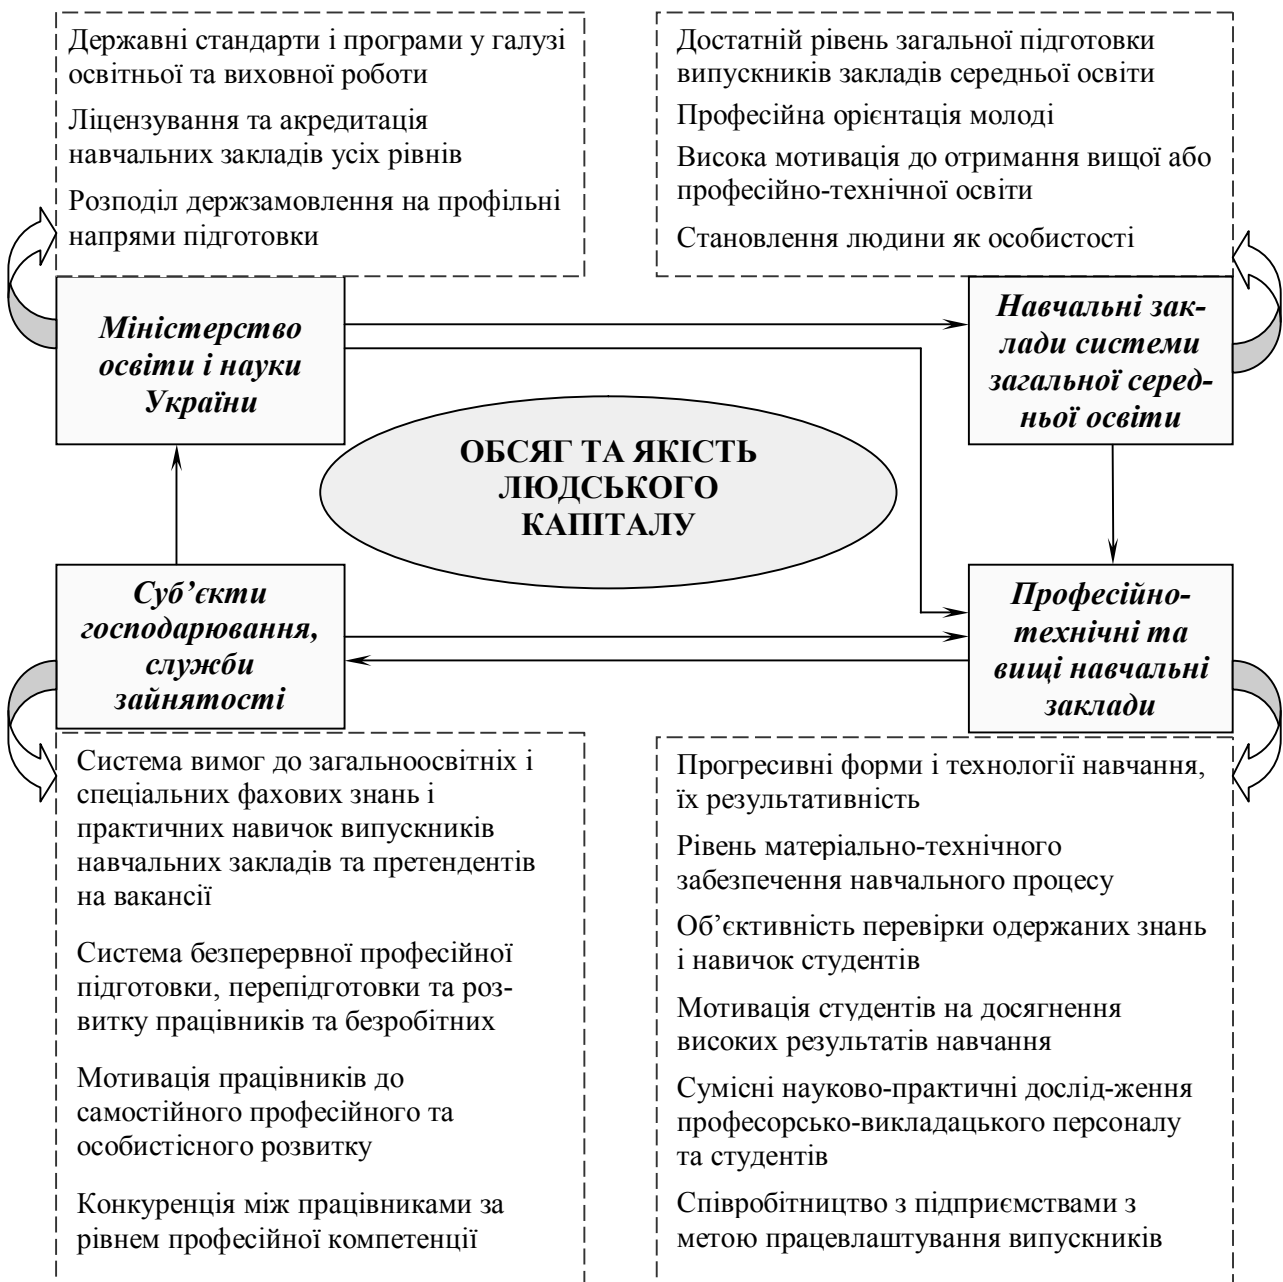 Державні стандарти і програми у галузі
освітньої та виховної роботи
Ліцензування та акредитація
навчальних закладів усіх рівнів
Розподіл держзамовлення на профільні
напрями підготовки
Достатній рівень загальної підготовки
випускників закладів середньої освіти
Професійна орієнтація молоді
Висока мотивація до отримання вищої або
професійно-технічної освіти
Становлення людини як особистості
Міністерство
освіти і науки
України
Навчальні зак-
лади системи
загальної серед-
ньої освіти
ОБСЯГ ТА ЯКІСТЬ
ЛЮДСЬКОГО
КАПІТАЛУ
Суб’єкти
господарювання,
служби
зайнятості
Професійно-
технічні та
вищі навчальні
заклади
Система вимог до загальноосвітніх і
спеціальних фахових знань і
практичних навичок випускників
навчальних закладів та претендентів
на вакансії
Система безперервної професійної
підготовки, перепідготовки та роз-
витку працівників та безробітних
Мотивація працівників до
самостійного професійного та
особистісного розвитку
Конкуренція між працівниками за
рівнем професійної компетенції
Прогресивні форми і технології навчання,
їх результативність
Рівень матеріально-технічного
забезпечення навчального процесу
Об’єктивність перевірки одержаних знань
і навичок студентів
Мотивація студентів на досягнення
високих результатів навчання
Сумісні науково-практичні дослід-ження
професорсько-викладацького персоналу
та студентів
Співробітництво з підприємствами з
метою працевлаштування випускників